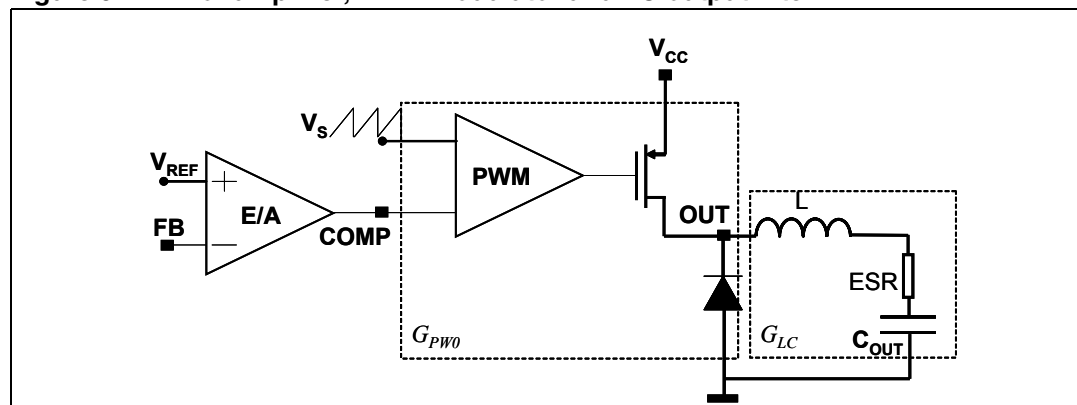 V_CC
V_S
V_REF
PWM
E/A
FB
COMP
OUT
L
ESR
C_OUT
G_PW0
G_LC
+
−